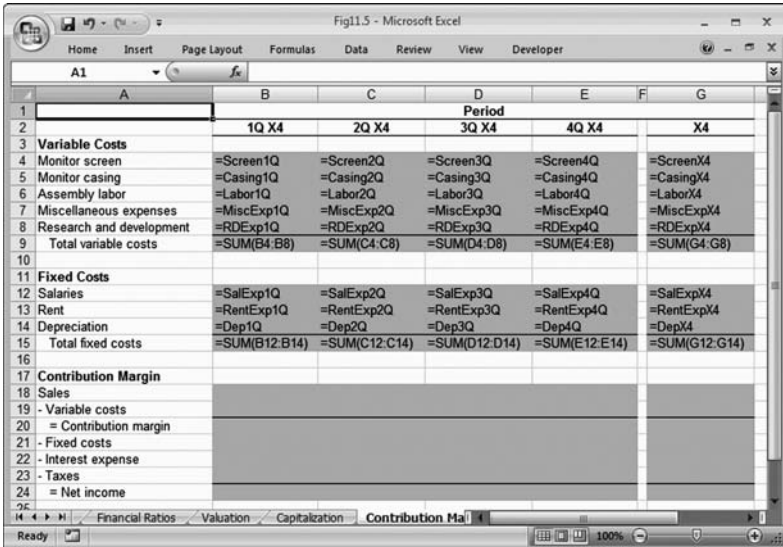 Fig11.5 - Microsoft Excel
Home Insert Page Layout Formulas Data Review View Developer
A1 fx
A B C D E F G
1 Period
2 1Q X4 2Q X4 3Q X4 4Q X4 X4
3 Variable Costs
4 Monitor screen =Screen1Q =Screen2Q =Screen3Q =Screen4Q =ScreenX4
5 Monitor casing =Casing1Q =Casing2Q =Casing3Q =Casing4Q =CasingX4
6 Assembly labor =Labor1Q =Labor2Q =Labor3Q =Labor4Q =LaborX4
7 Miscellaneous expenses =MiscExp1Q =MiscExp2Q =MiscExp3Q =MiscExp4Q =MiscExpX4
8 Research and development =RDExp1Q =RDExp2Q =RDExp3Q =RDExp4Q =RDExpX4
9 Total variable costs =SUM(B4:B8) =SUM(C4:C8) =SUM(D4:D8) =SUM(E4:E8) =SUM(G4:G8)
10
11 Fixed Costs
12 Salaries =SalExp1Q =SalExp2Q =SalExp3Q =SalExp4Q =SalExpX4
13 Rent =RentExp1Q =RentExp2Q =RentExp3Q =RentExp4Q =RentExpX4
14 Depreciation =Dep1Q =Dep2Q =Dep3Q =Dep4Q =DepX4
15 Total fixed costs =SUM(B12:B14) =SUM(C12:C14) =SUM(D12:D14) =SUM(E12:E14) =SUM(G12:G14)
16
17 Contribution Margin
18 Sales
19 - Variable costs
20 = Contribution margin
21 - Fixed costs
22 - Interest expense
23 - Taxes
24 = Net income
25
Financial Ratios Valuation Capitalization Contribution Ma
Ready 100%